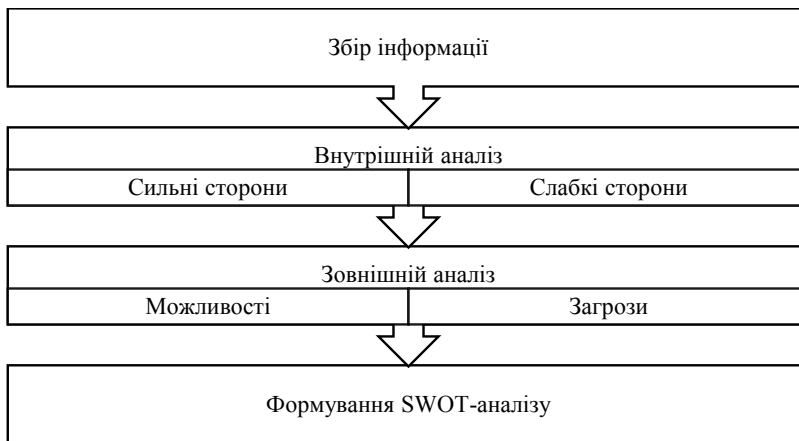 Збір інформації
Внутрішній аналіз
Сильні сторони
Слабкі сторони
Зовнішній аналіз
Можливості
Загрози
Формування SWOT-аналізу